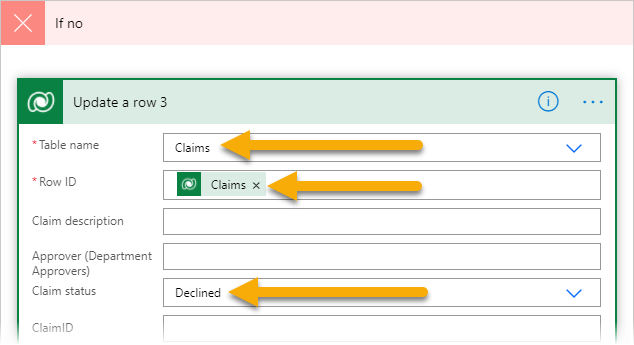 If no
Update a row 3
* Table name
Claims
* Row ID
Claims ×
Claim description
Approver (Department
Approvers)
Claim status
Declined
ClaimID